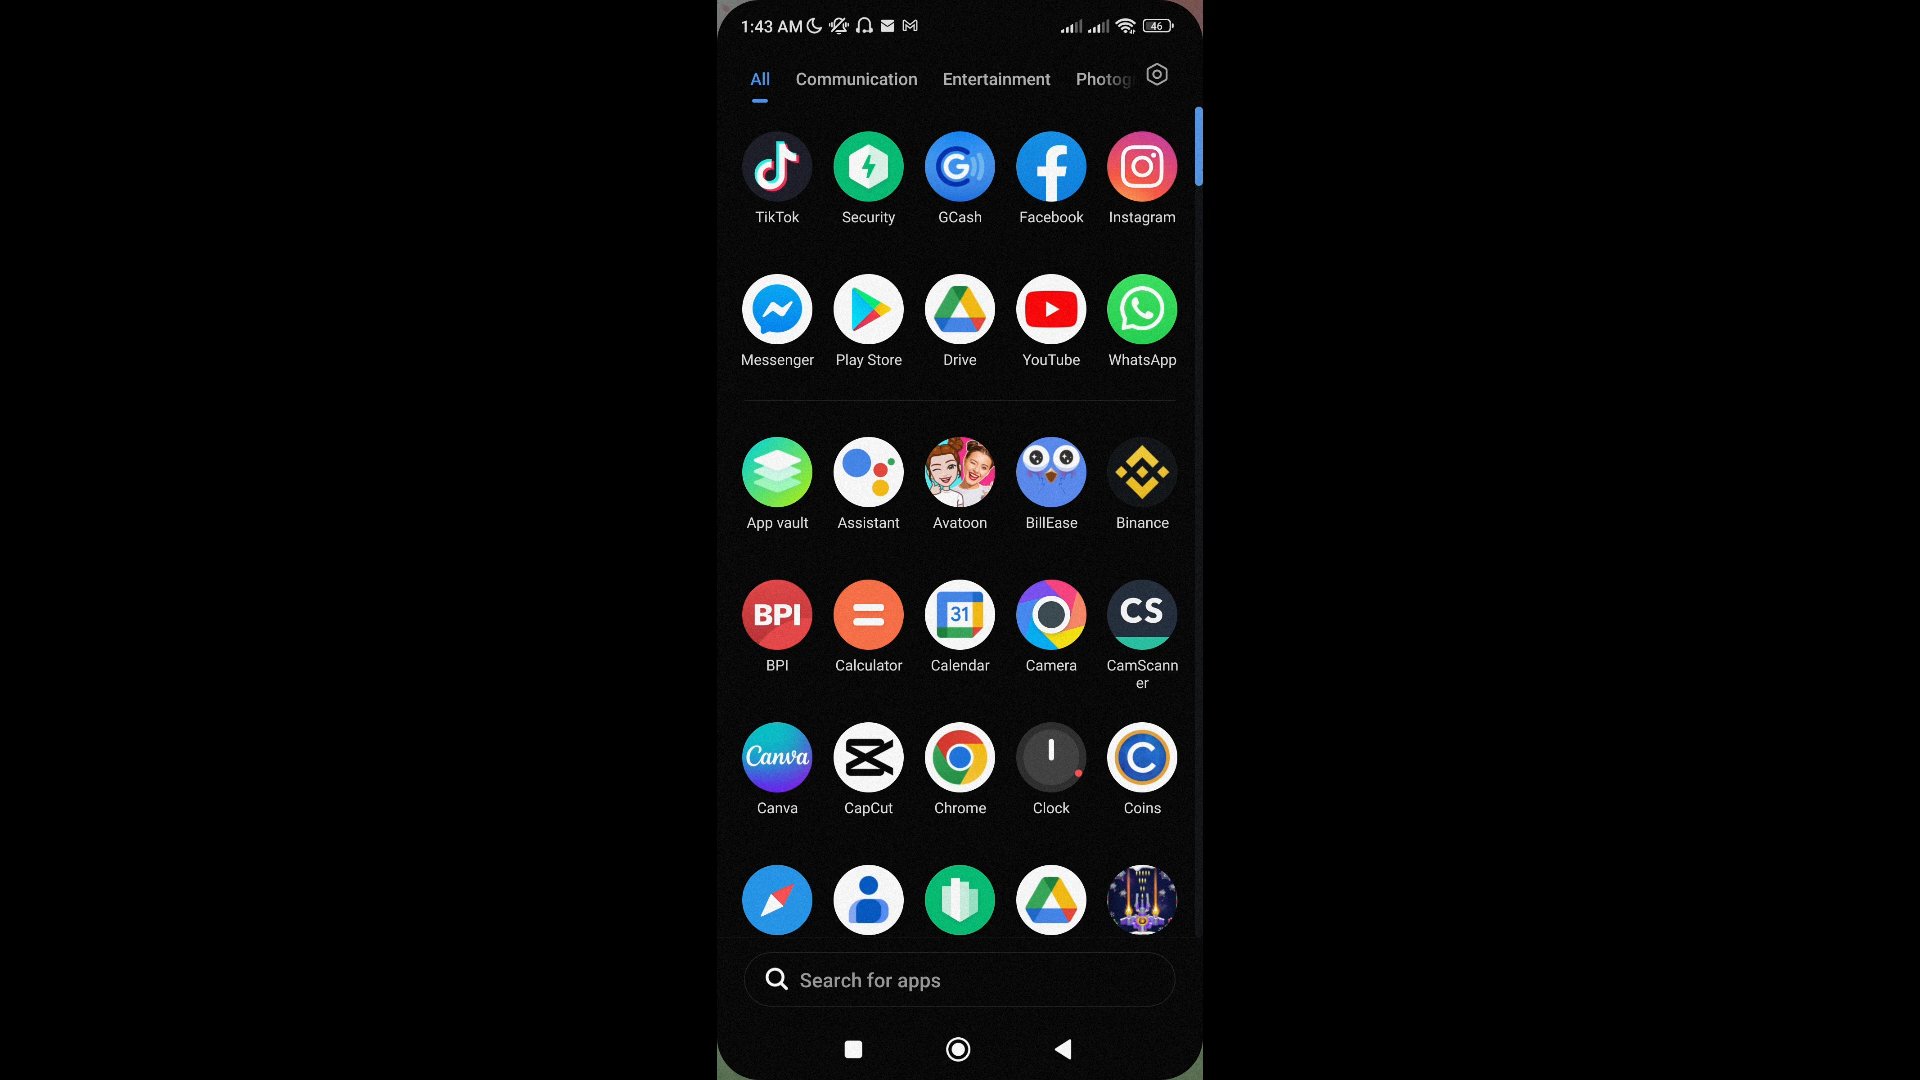 1:43 AM 46
All Communication Entertainment Photog
TikTok Security GCash Facebook Instagram
Messenger Play Store Drive YouTube WhatsApp
App vault Assistant Avatoon BillEase Binance
BPI 31 CS
BPI Calculator Calendar Camera CamScann
er
Canva
Canva CapCut Chrome Clock Coins
Search for apps